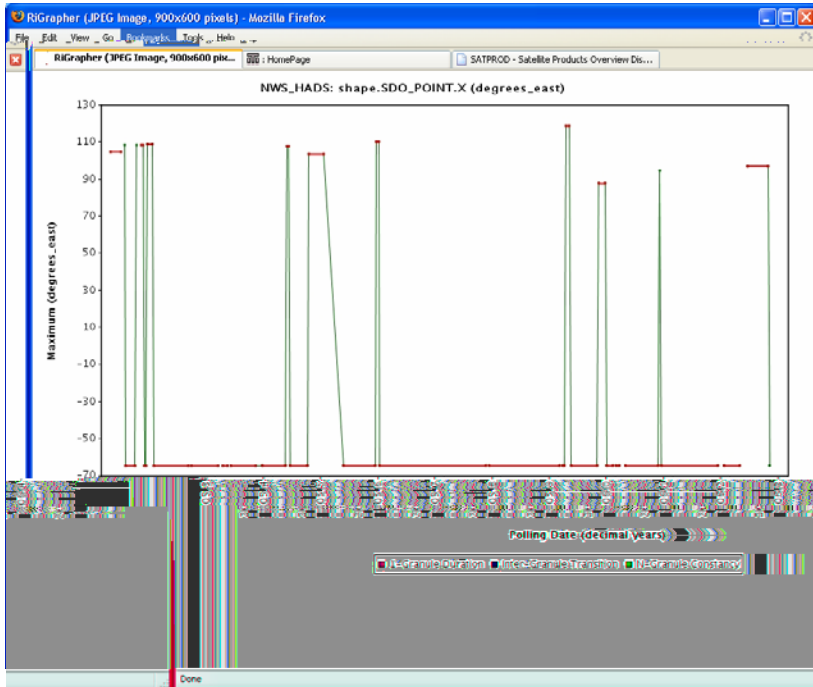 RiGrapher (JPEG Image, 900x600 pixels) - Mozilla Firefox
File Edit View Go Bookmarks Tools Help
RiGrapher (JPEG Image, 900x600 pix... : HomePage SATPROD - Satellite Products Overview Dis...
NWS_HADS: shape.SDO_POINT.X (degrees_east)
Maximum (degrees_east)
130
110
90
70
50
30
10
-10
-30
-50
-70
Polling Date (decimal years)
1-Granule Duration Inter-Granule Transition N-Granule Constancy
Done